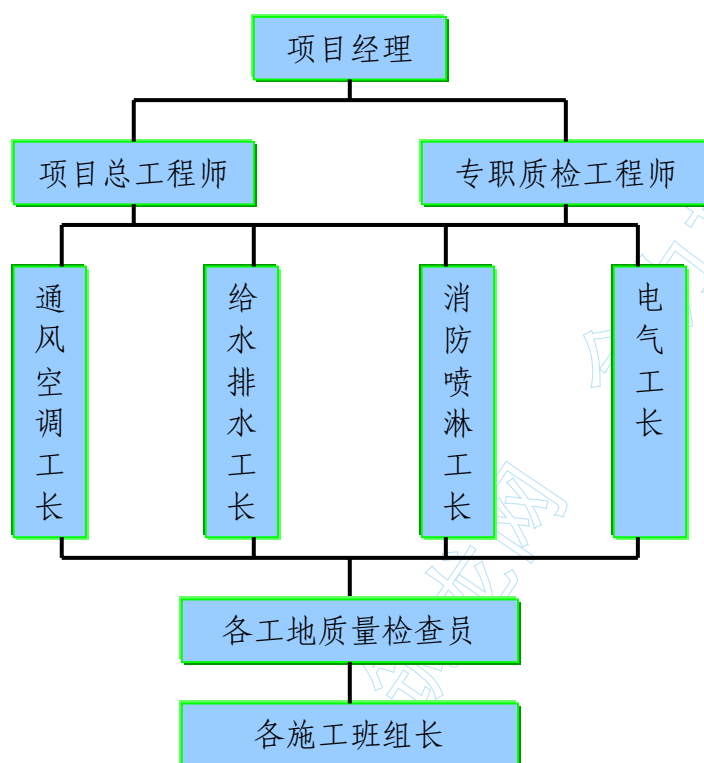 项目经理
项目总工程师
专职质检工程师
通风空调工长
给水排水工长
消防喷淋工长
电气工长
各工地质量检查员
各施工班组长